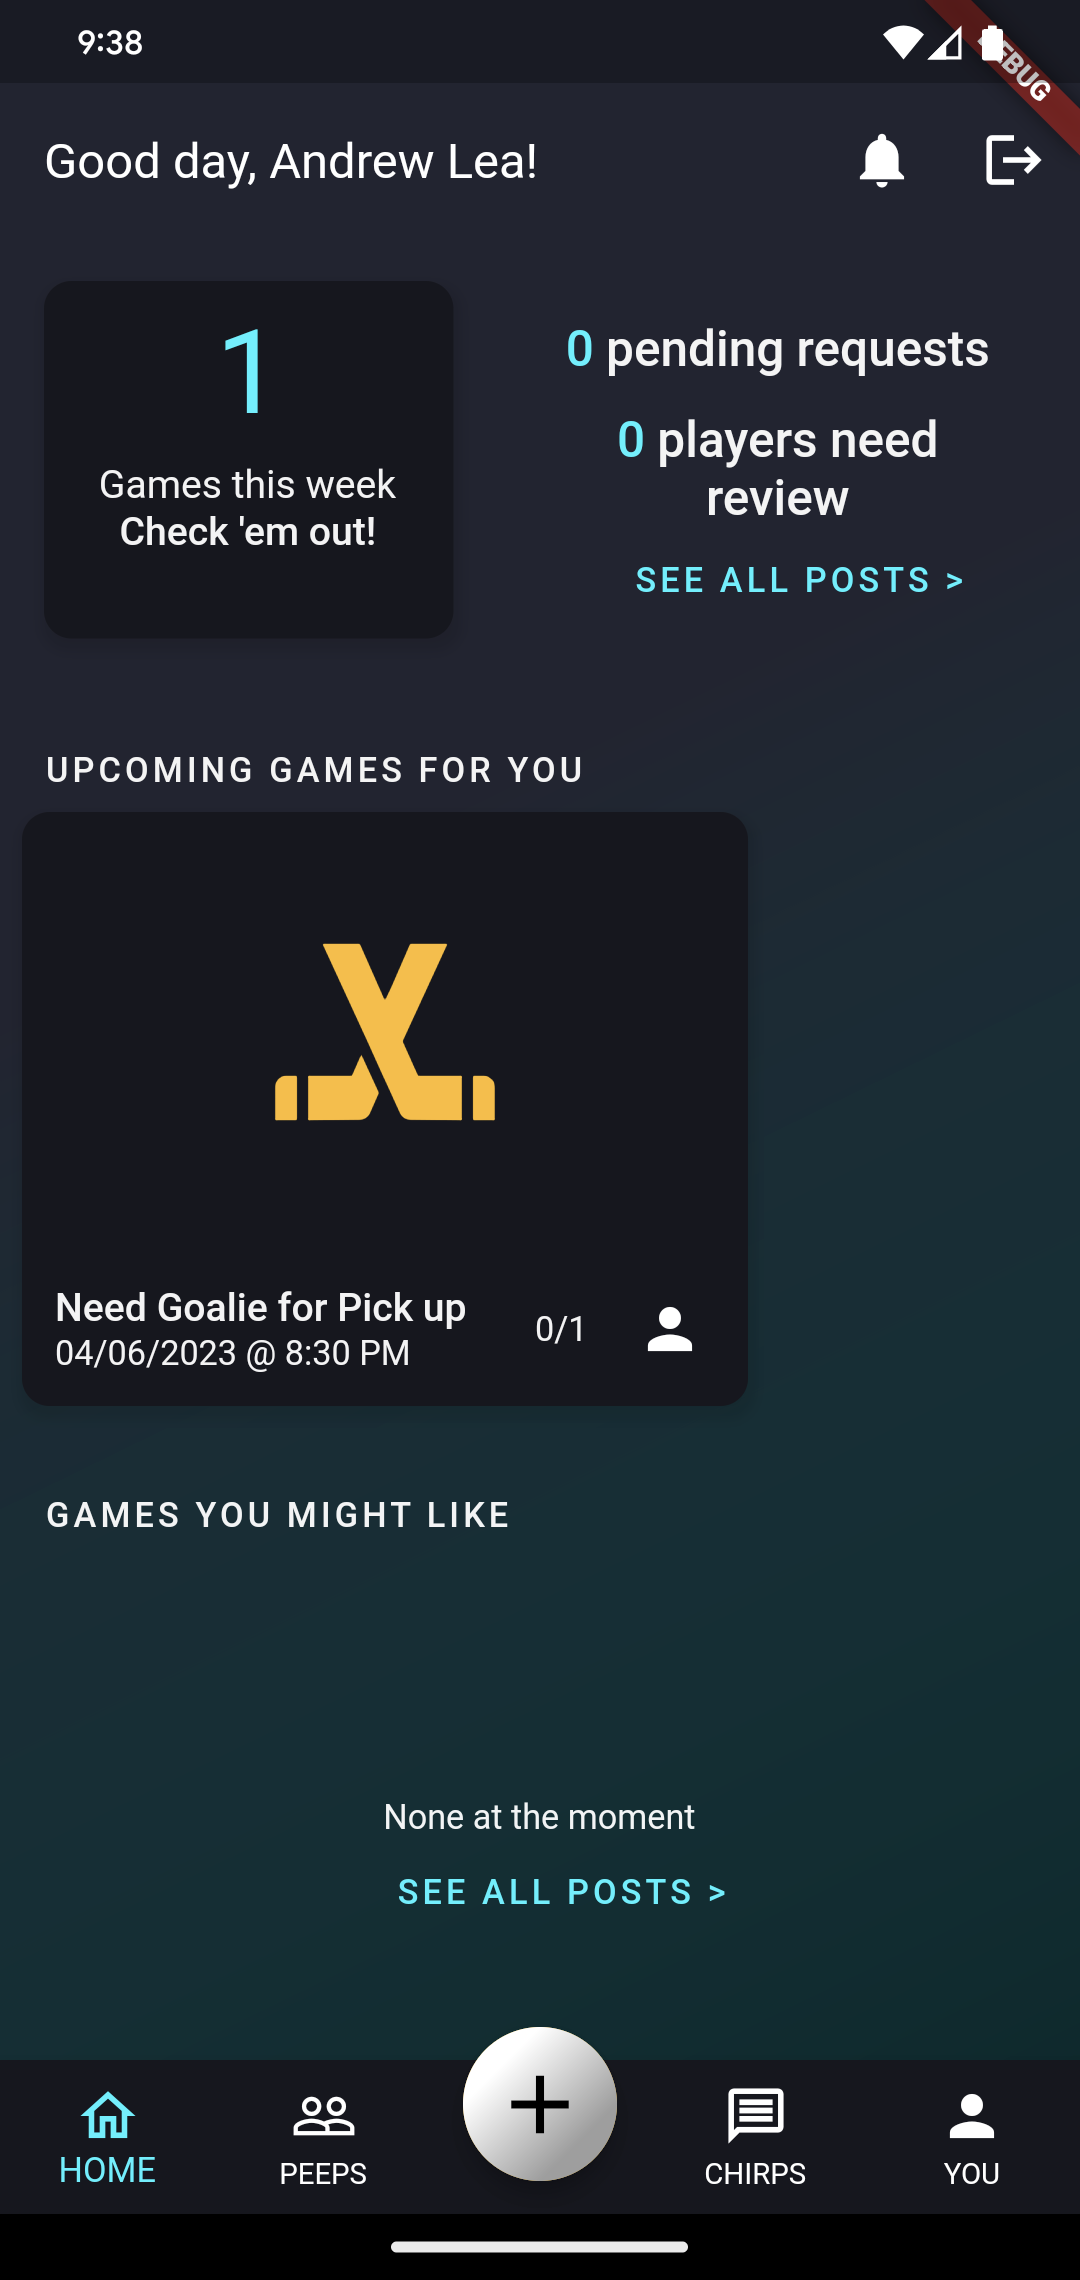 9:38
DEBUG
Good day, Andrew Lea!
1
Games this week
Check 'em out!
0 pending requests
0 players need
review
SEE ALL POSTS >
UPCOMING GAMES FOR YOU
Need Goalie for Pick up
04/06/2023 @ 8:30 PM
0/1
GAMES YOU MIGHT LIKE
None at the moment
SEE ALL POSTS >
HOME
PEEPS
CHIRPS
YOU